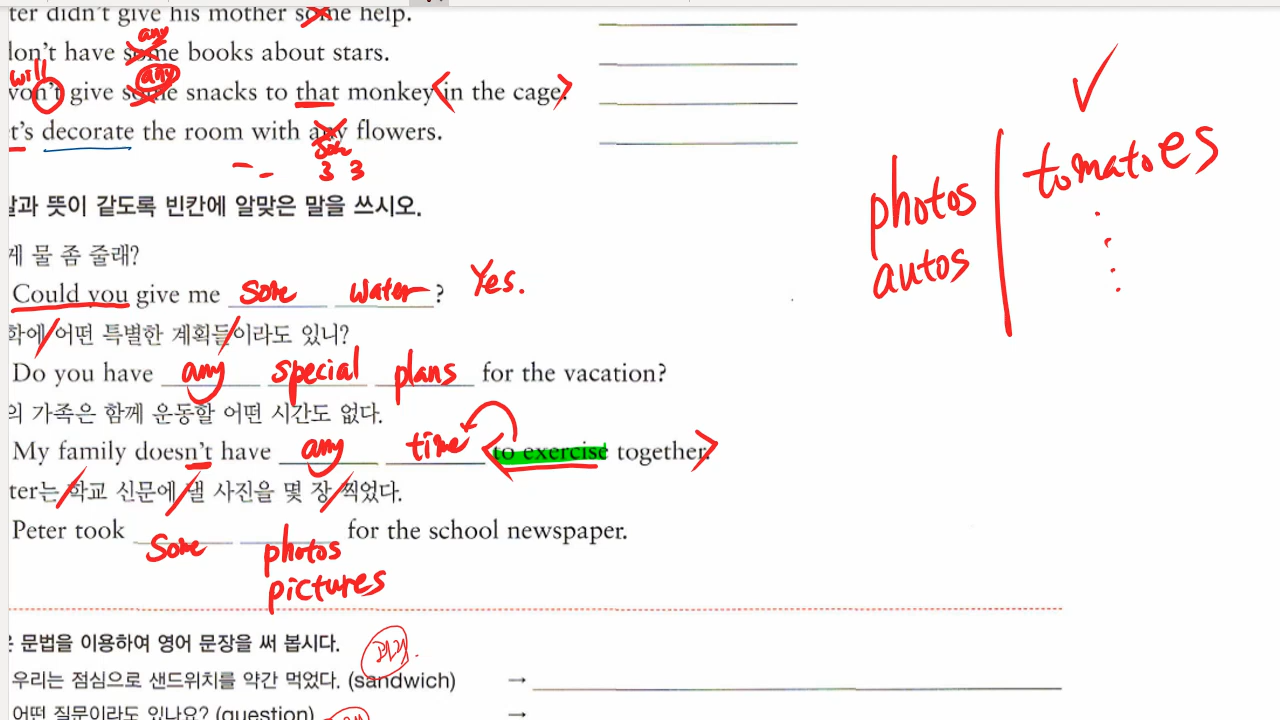 ter didn't give his mother some help.
any
don't have some books about stars.
will any
won't give some snacks to that monkey in the cage.
t's decorate the room with any flowers.
some
말과 뜻이 같도록 빈칸에 알맞은 말을 쓰시오.
게 물 좀 줄래?
Could you give me some water? Yes.
학에 어떤 특별한 계획들이라도 있니?
Do you have any special plans for the vacation?
의 가족은 함께 운동할 어떤 시간도 없다.
My family doesn't have any time to exercise together.
ter는 학교 신문에 낼 사진을 몇 장 찍었다.
Peter took some photos for the school newspaper.
pictures
은 문법을 이용하여 영어 문장을 써 봅시다.
과거
우리는 점심으로 샌드위치를 약간 먹었다. (sandwich) →
어떤 질문이라도 있나요? (question) →
photos tomatoes
autos